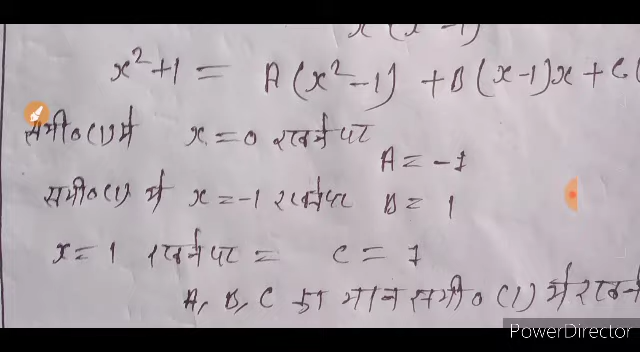 x²+1 = A(x²-1) +B(x-1)x + C(
समी०(1)में x=0 रखने पर
A = -1
समी०(1) में x=-1 रखनेपर B = 1
x=1 रखनेपर = C = 1
A, B, C का मान समी० (1) में रखने
PowerDirector